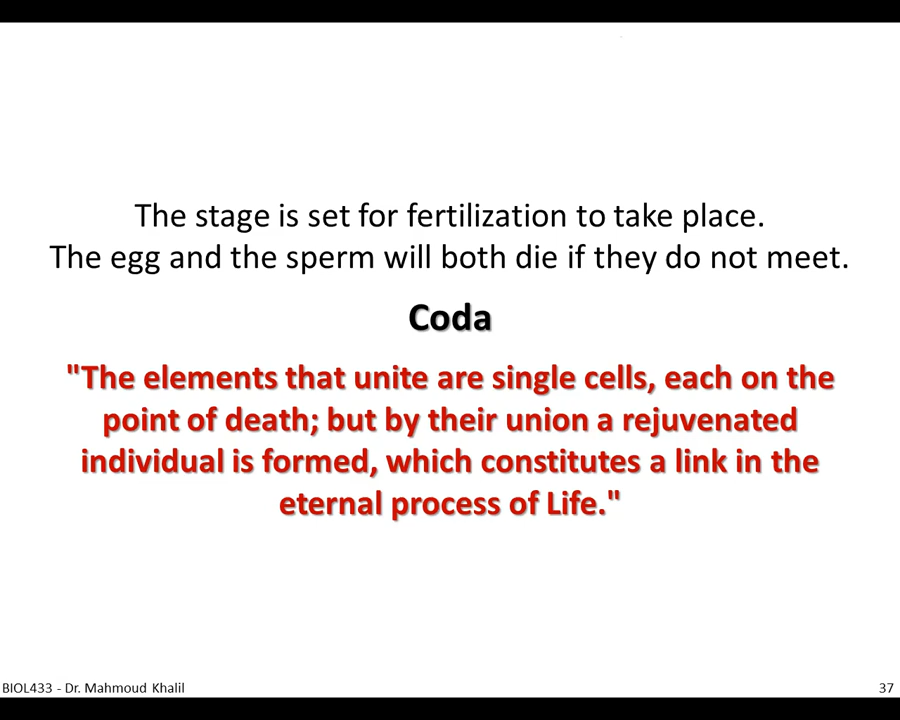 The stage is set for fertilization to take place.
The egg and the sperm will both die if they do not meet.
Coda
"The elements that unite are single cells, each on the
point of death; but by their union a rejuvenated
individual is formed, which constitutes a link in the
eternal process of Life."
BIOL433 - Dr. Mahmoud Khalil
37